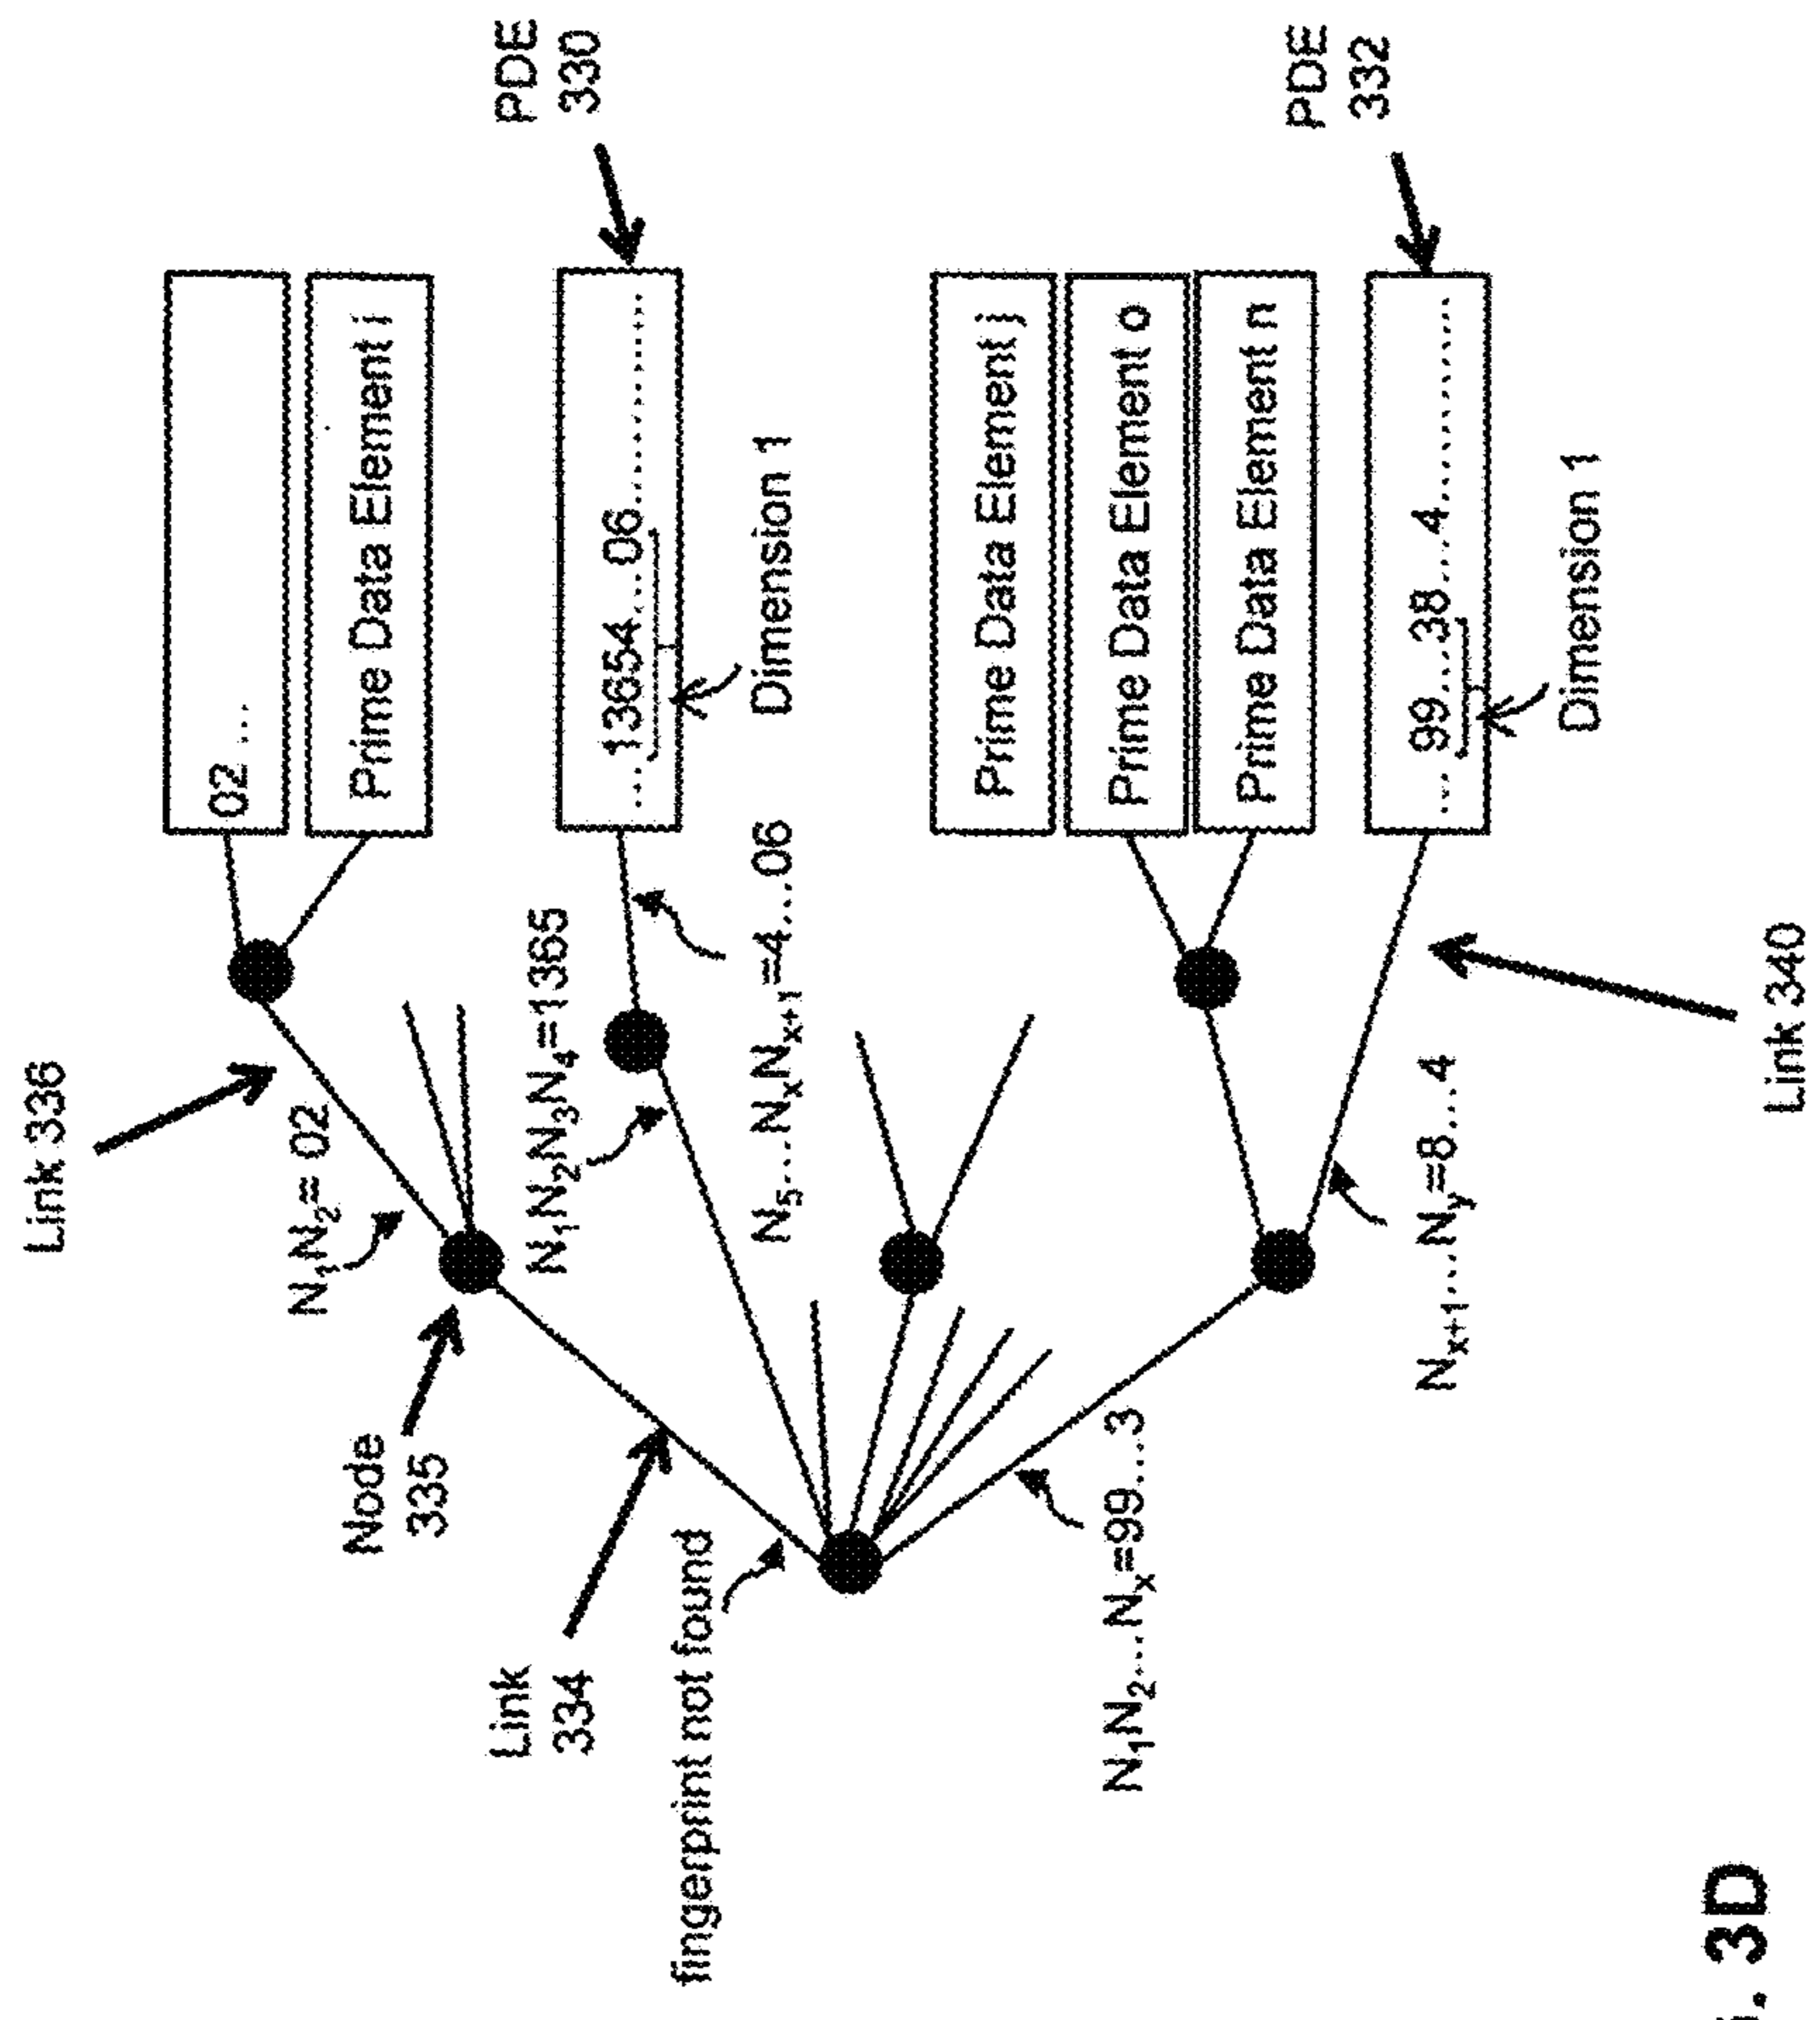 Link 336
N₁N₂= 02
Node
335
Link
334
fingerprint not found
02 ...
Prime Data Element i
N₁N₂N₃N₄=1365
.... 13654...06............
PDE
330
Dimension 1
N₅....NₓNₓ₊₁=4...06
Prime Data Element j
Prime Data Element o
Prime Data Element n
N₁N₂....Nₓ=99...3
.... 99...38...4............
PDE
332
Dimension 1
Nₓ₊₁....Nᵧ=8...4
Link 340
. 3D